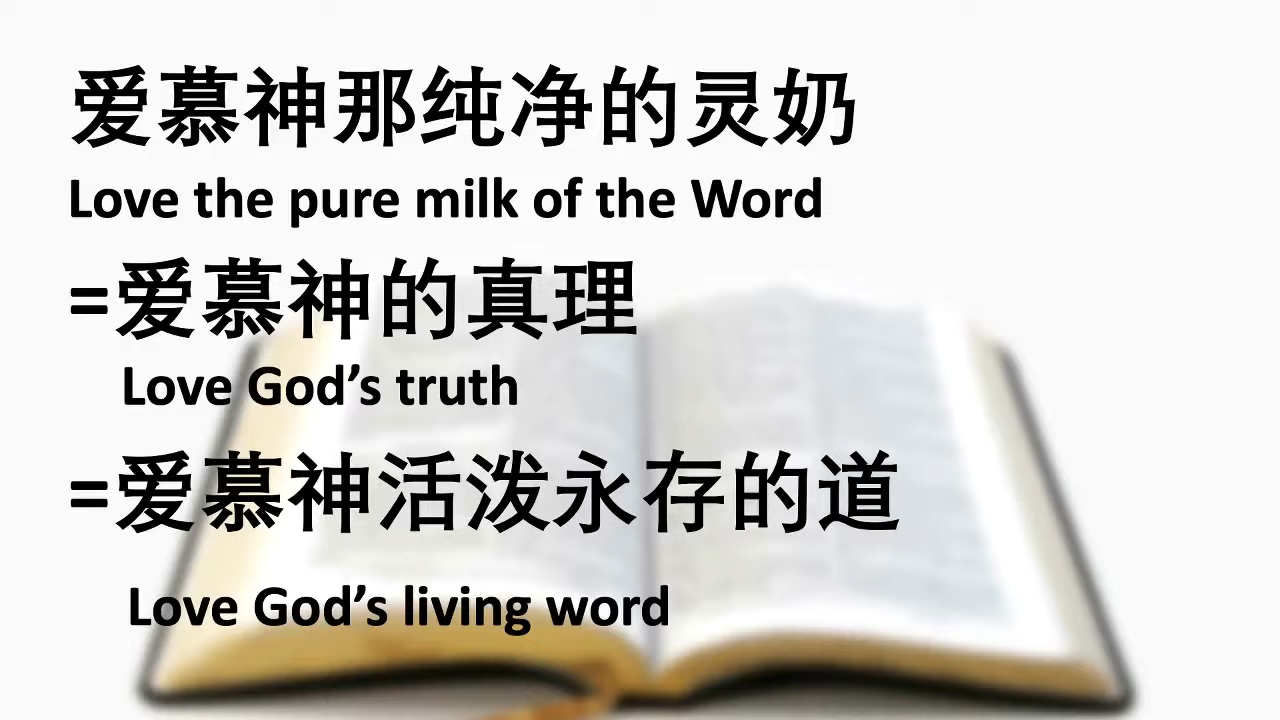 爱慕神那纯净的灵奶
Love the pure milk of the Word
=爱慕神的真理
Love God’s truth
=爱慕神活泼永存的道
Love God’s living word